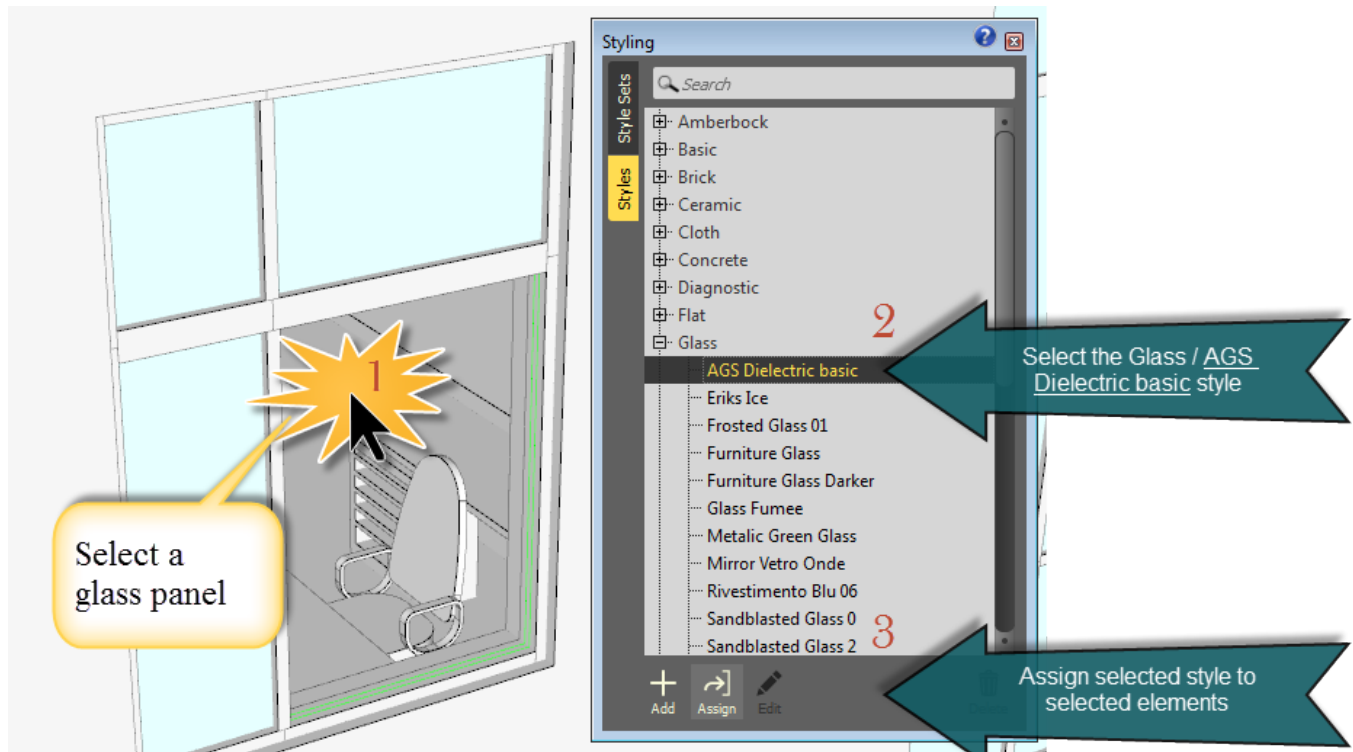 1
Select a
glass panel
Styling
Style Sets
Styles
Search
Amberbock
Basic
Brick
Ceramic
Cloth
Concrete
Diagnostic
Flat
Glass
AGS Dielectric basic
Eriks Ice
Frosted Glass 01
Furniture Glass
Furniture Glass Darker
Glass Fumee
Metalic Green Glass
Mirror Vetro Onde
Rivestimento Blu 06
Sandblasted Glass 0
Sandblasted Glass 2
Add
Assign
Edit
2
Select the Glass / AGS
Dielectric basic style
3
Assign selected style to
selected elements